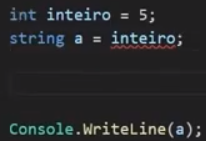 int inteiro = 5;
string a = inteiro;
Console.WriteLine(a);